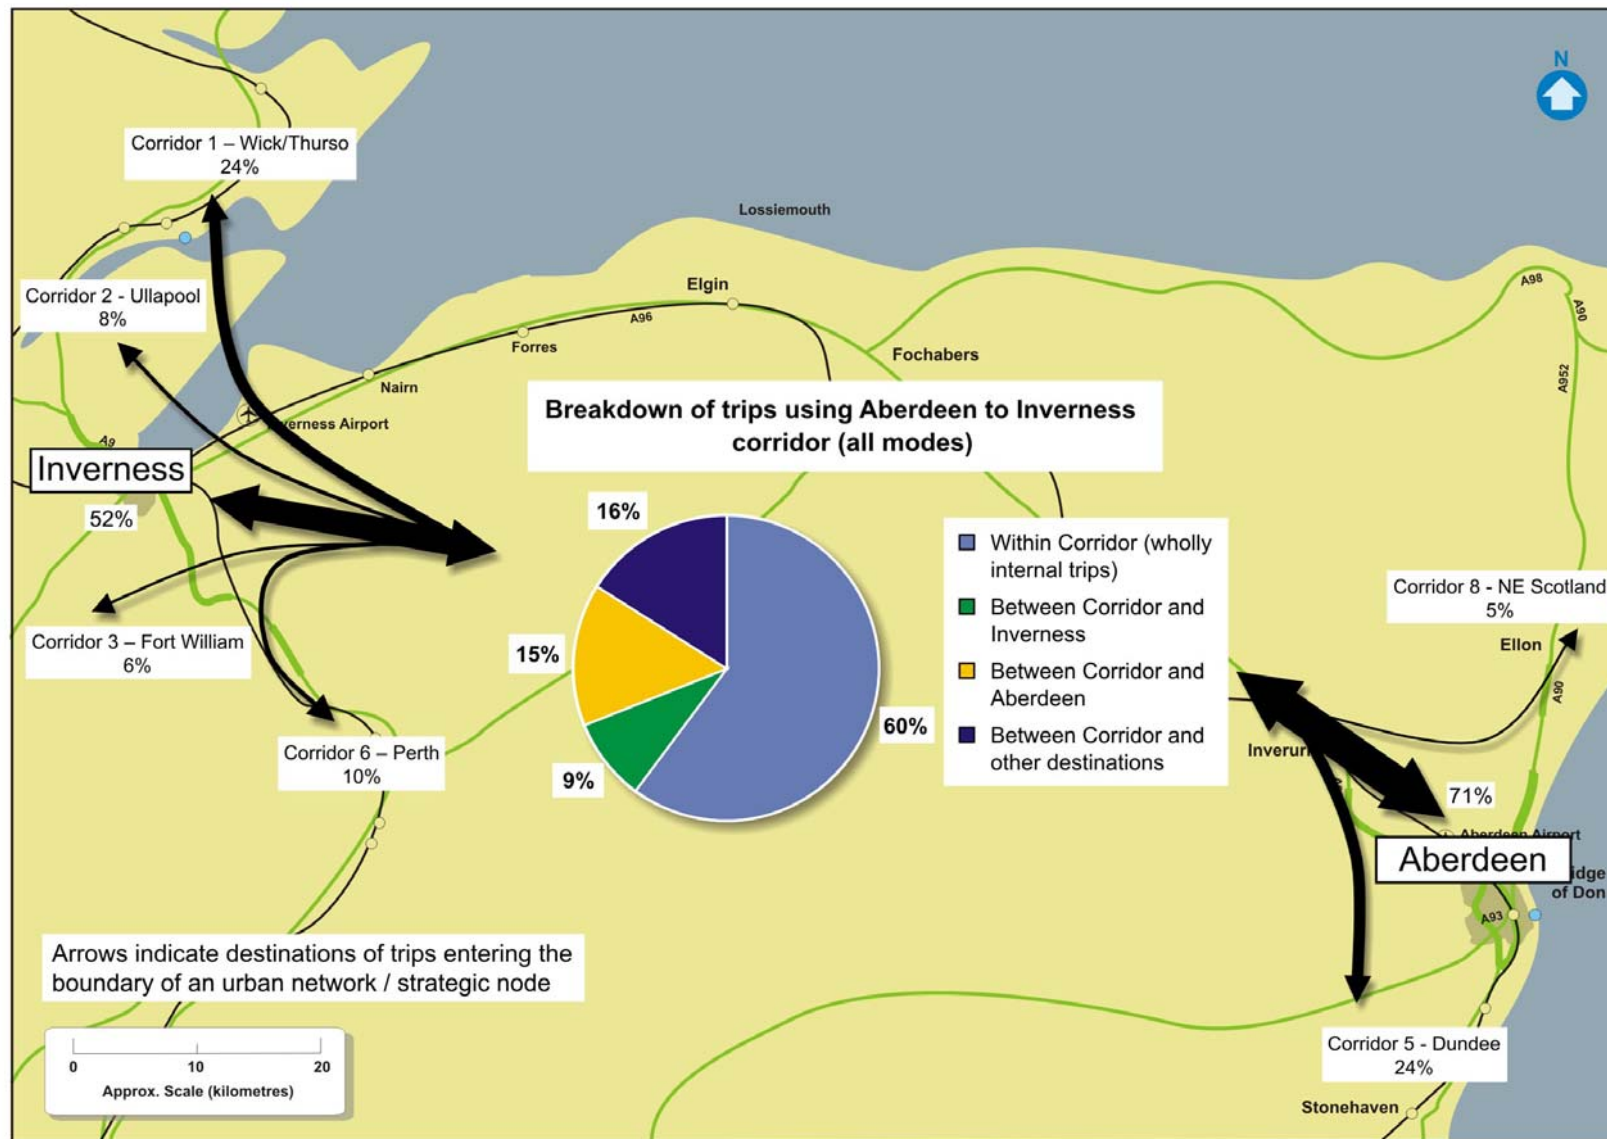 N
Corridor 1 – Wick/Thurso
24%
Lossiemouth
Corridor 2 - Ullapool
8%
Elgin
A98
A90
A96
Forres
Fochabers
A952
Nairn
Breakdown of trips using Aberdeen to Inverness
corridor (all modes)
Airport
A9
Inverness
52%
16%
Within Corridor (wholly
internal trips)
Between Corridor and
Inverness
Between Corridor and
Aberdeen
Between Corridor and
other destinations
Corridor 8 - NE Scotland
5%
Ellon
Corridor 3 – Fort William
6%
15%
60%
A90
Corridor 6 – Perth
10%
9%
71%
Aberdeen Airport
Aberdeen
of Don
A93
Arrows indicate destinations of trips entering the
boundary of an urban network / strategic node
0 10 20
Approx. Scale (kilometres)
Corridor 5 - Dundee
24%
Stonehaven